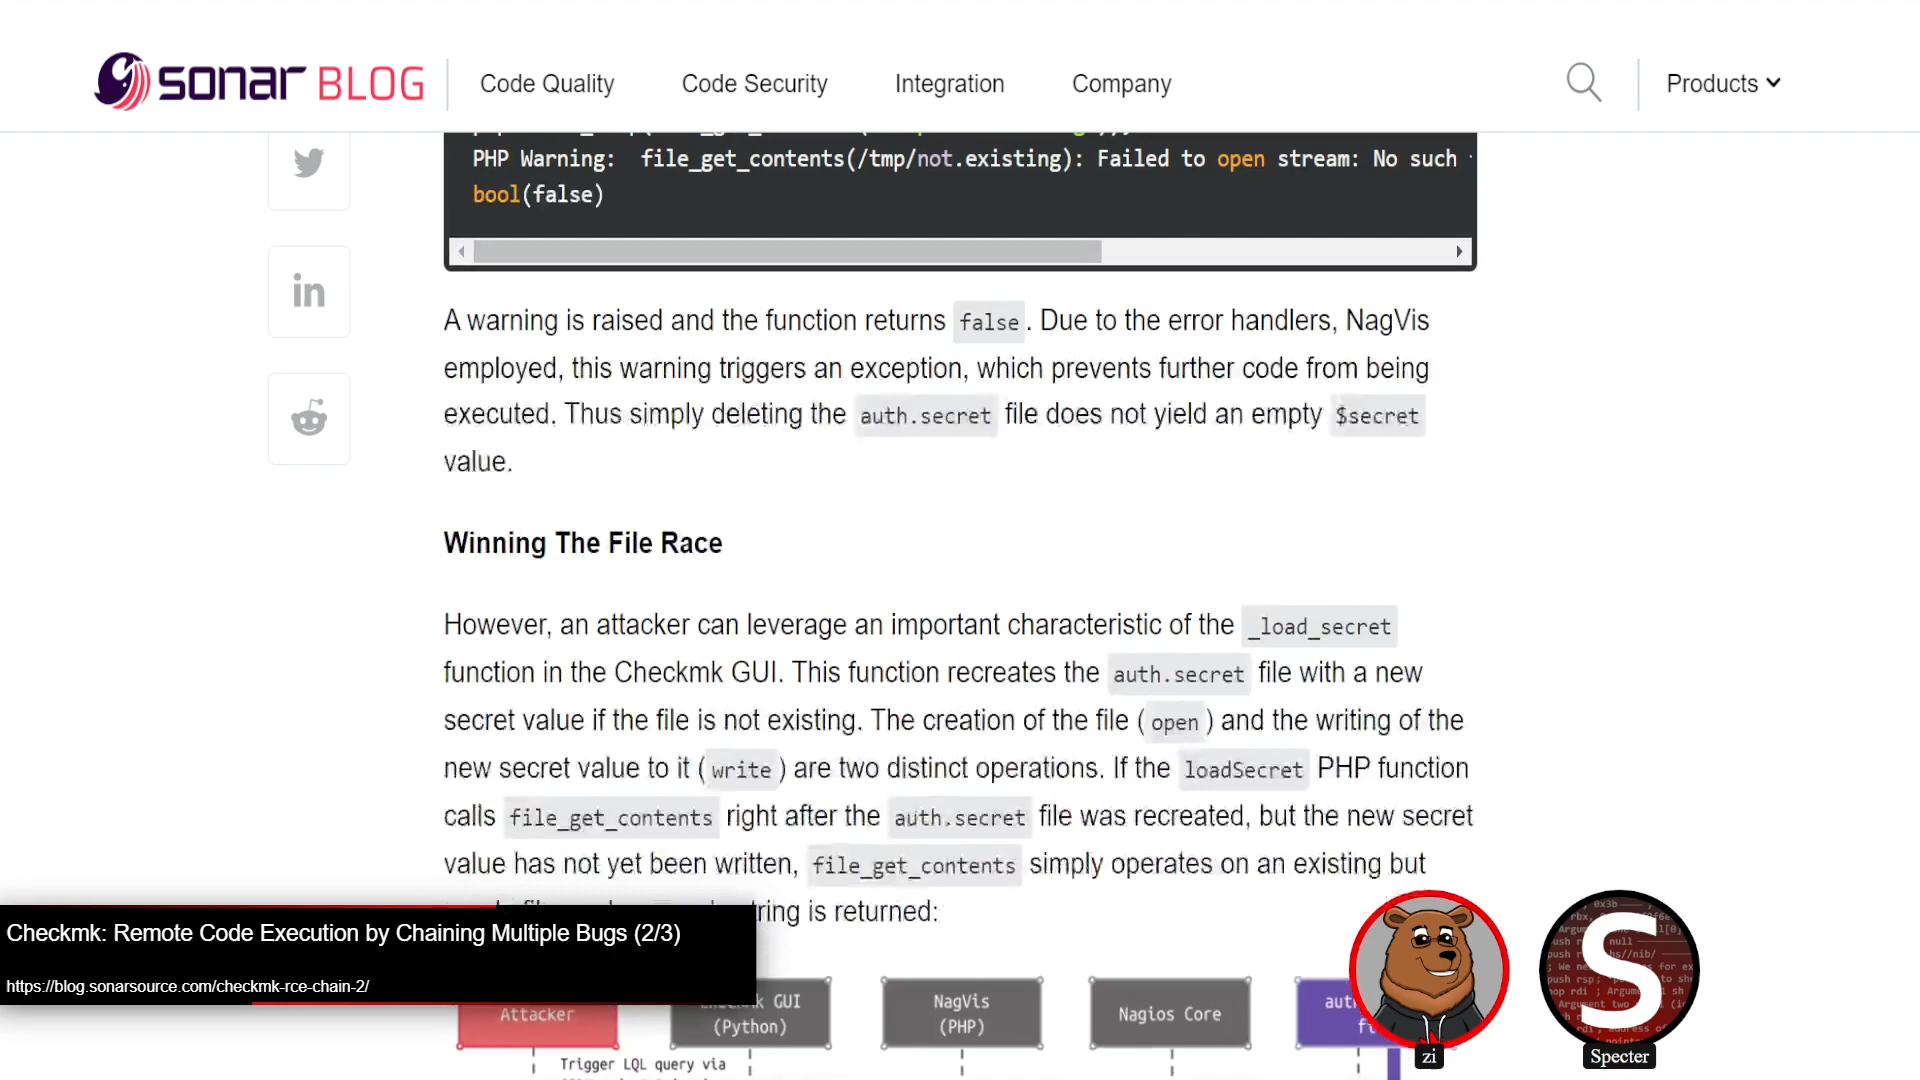 sonar BLOG
Code Quality
Code Security
Integration
Company
Products
PHP Warning:  file_get_contents(/tmp/not.existing): Failed to open stream: No such
bool(false)
in
A warning is raised and the function returns false. Due to the error handlers, NagVis
employed, this warning triggers an exception, which prevents further code from being
executed. Thus simply deleting the auth.secret file does not yield an empty $secret
value.
Winning The File Race
However, an attacker can leverage an important characteristic of the _load_secret
function in the Checkmk GUI. This function recreates the auth.secret file with a new
secret value if the file is not existing. The creation of the file (open) and the writing of the
new secret value to it (write) are two distinct operations. If the loadSecret PHP function
calls file_get_contents right after the auth.secret file was recreated, but the new secret
value has not yet been written, file_get_contents simply operates on an existing but
is returned:
Checkmk: Remote Code Execution by Chaining Multiple Bugs (2/3)
https://blog.sonarsource.com/checkmk-rce-chain-2/
Attacker
GUI
(Python)
NagVis
(PHP)
Nagios Core
Trigger LQL query via
zi
S
Specter